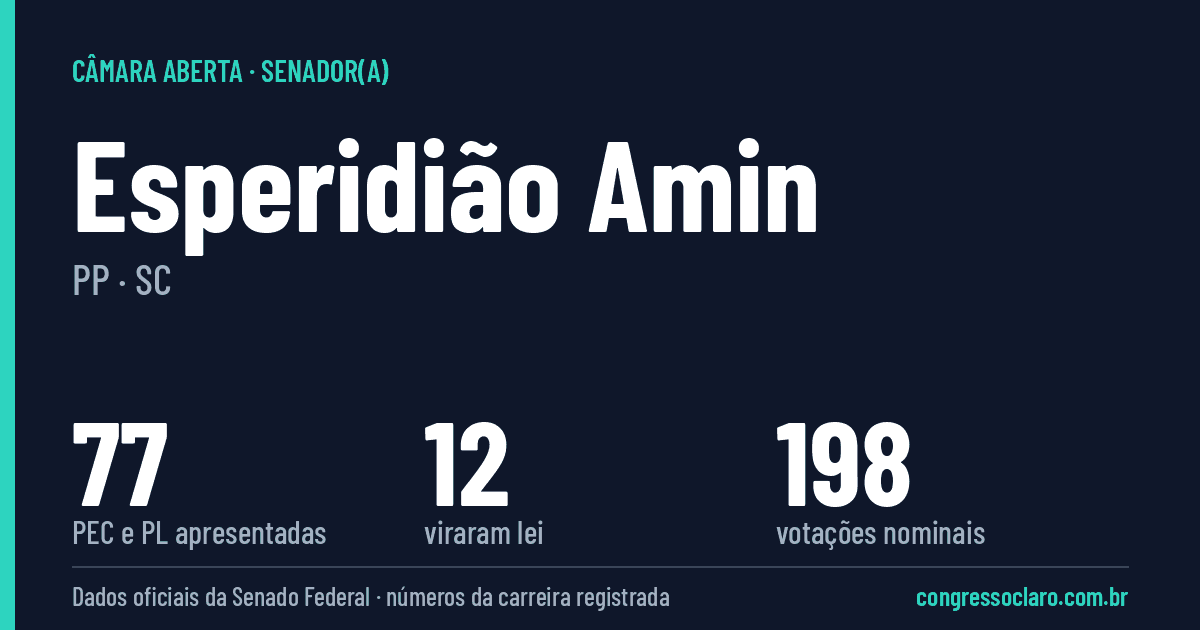 CÂMARA ABERTA · SENADOR(A)
Esperidião Amin
PP · SC
77 12 198
PEC e PL apresentadas viraram lei votações nominais
Dados oficiais da Senado Federal · números da carreira registrada congressoclaro.com.br